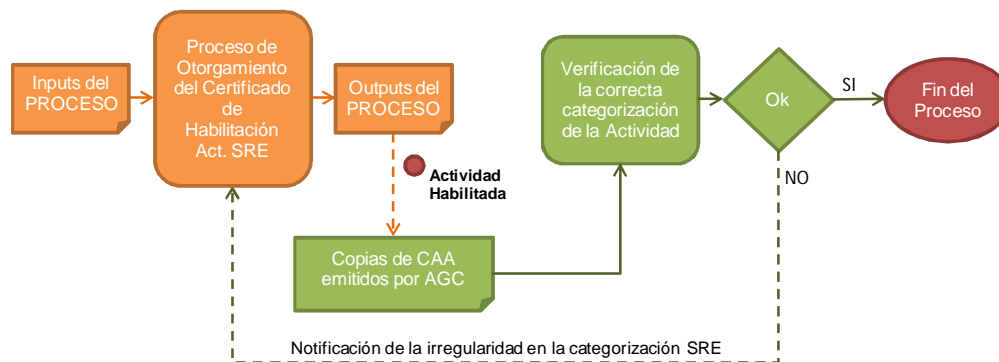 Inputs del
PROCESO
Proceso de
Otorgamiento
del Certificado
de
Habilitación
Act. SRE
Outputs del
PROCESO
Actividad
Habilitada
Copias de CAA
emitidos por AGC
Verificación de
la correcta
categorización
de la Actividad
Ok
SI
NO
Fin del
Proceso
Notificación de la irregularidad en la categorización SRE